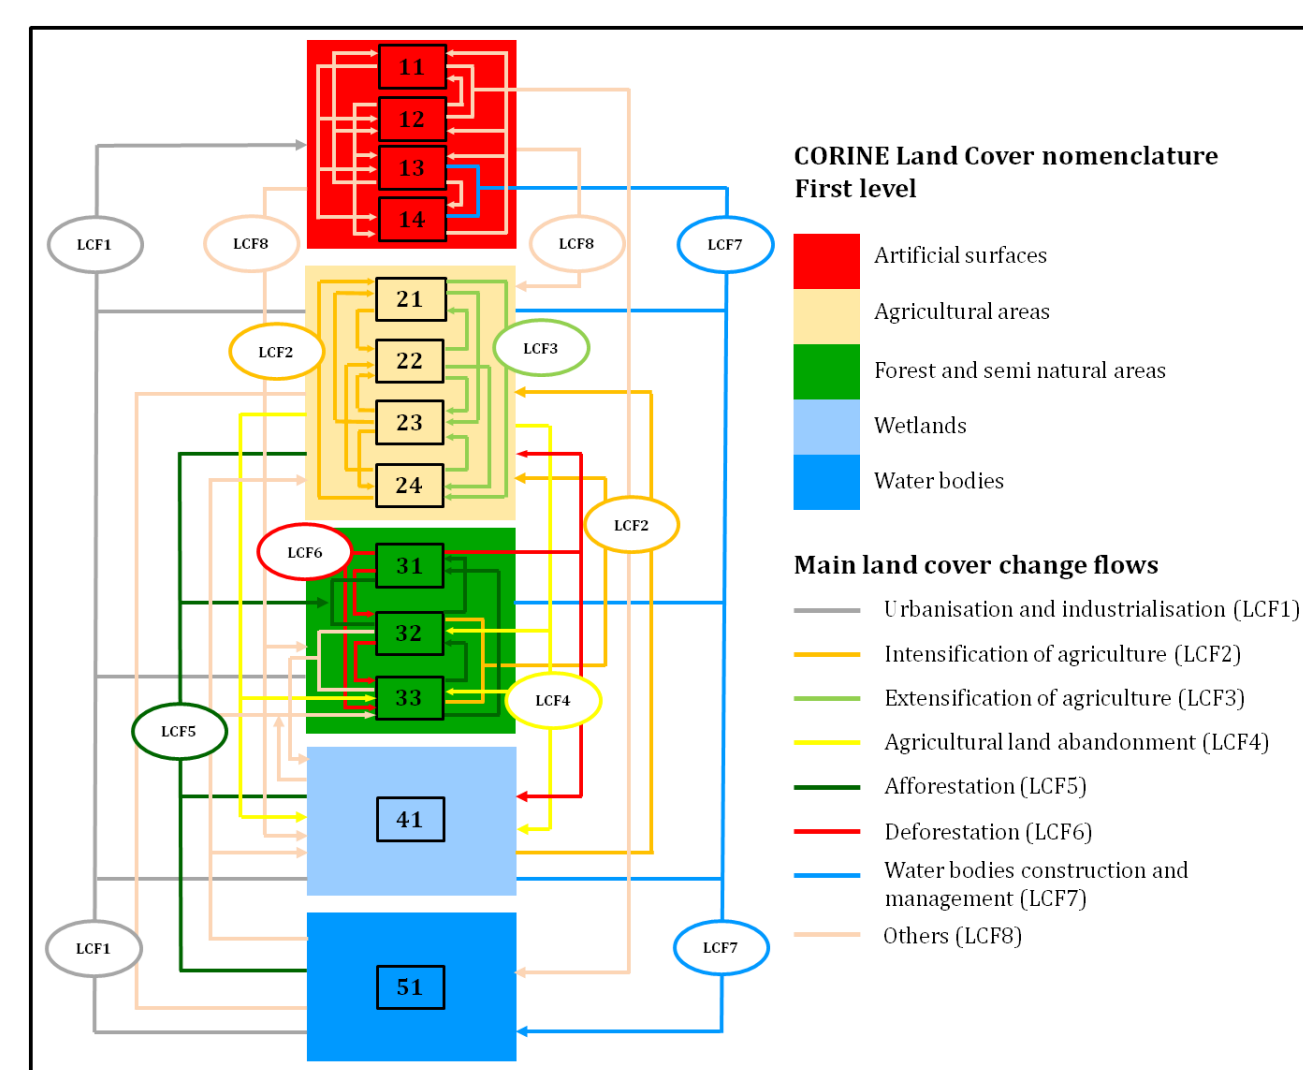 11
12
13
14
LCF1
LCF8
LCF8
LCF7
21
22
23
24
LCF2
LCF3
31
32
33
LCF6
LCF2
LCF4
LCF5
41
51
LCF1
LCF7
CORINE Land Cover nomenclature
First level
Artificial surfaces
Agricultural areas
Forest and semi natural areas
Wetlands
Water bodies
Main land cover change flows
Urbanisation and industrialisation (LCF1)
Intensification of agriculture (LCF2)
Extensification of agriculture (LCF3)
Agricultural land abandonment (LCF4)
Afforestation (LCF5)
Deforestation (LCF6)
Water bodies construction and
management (LCF7)
Others (LCF8)